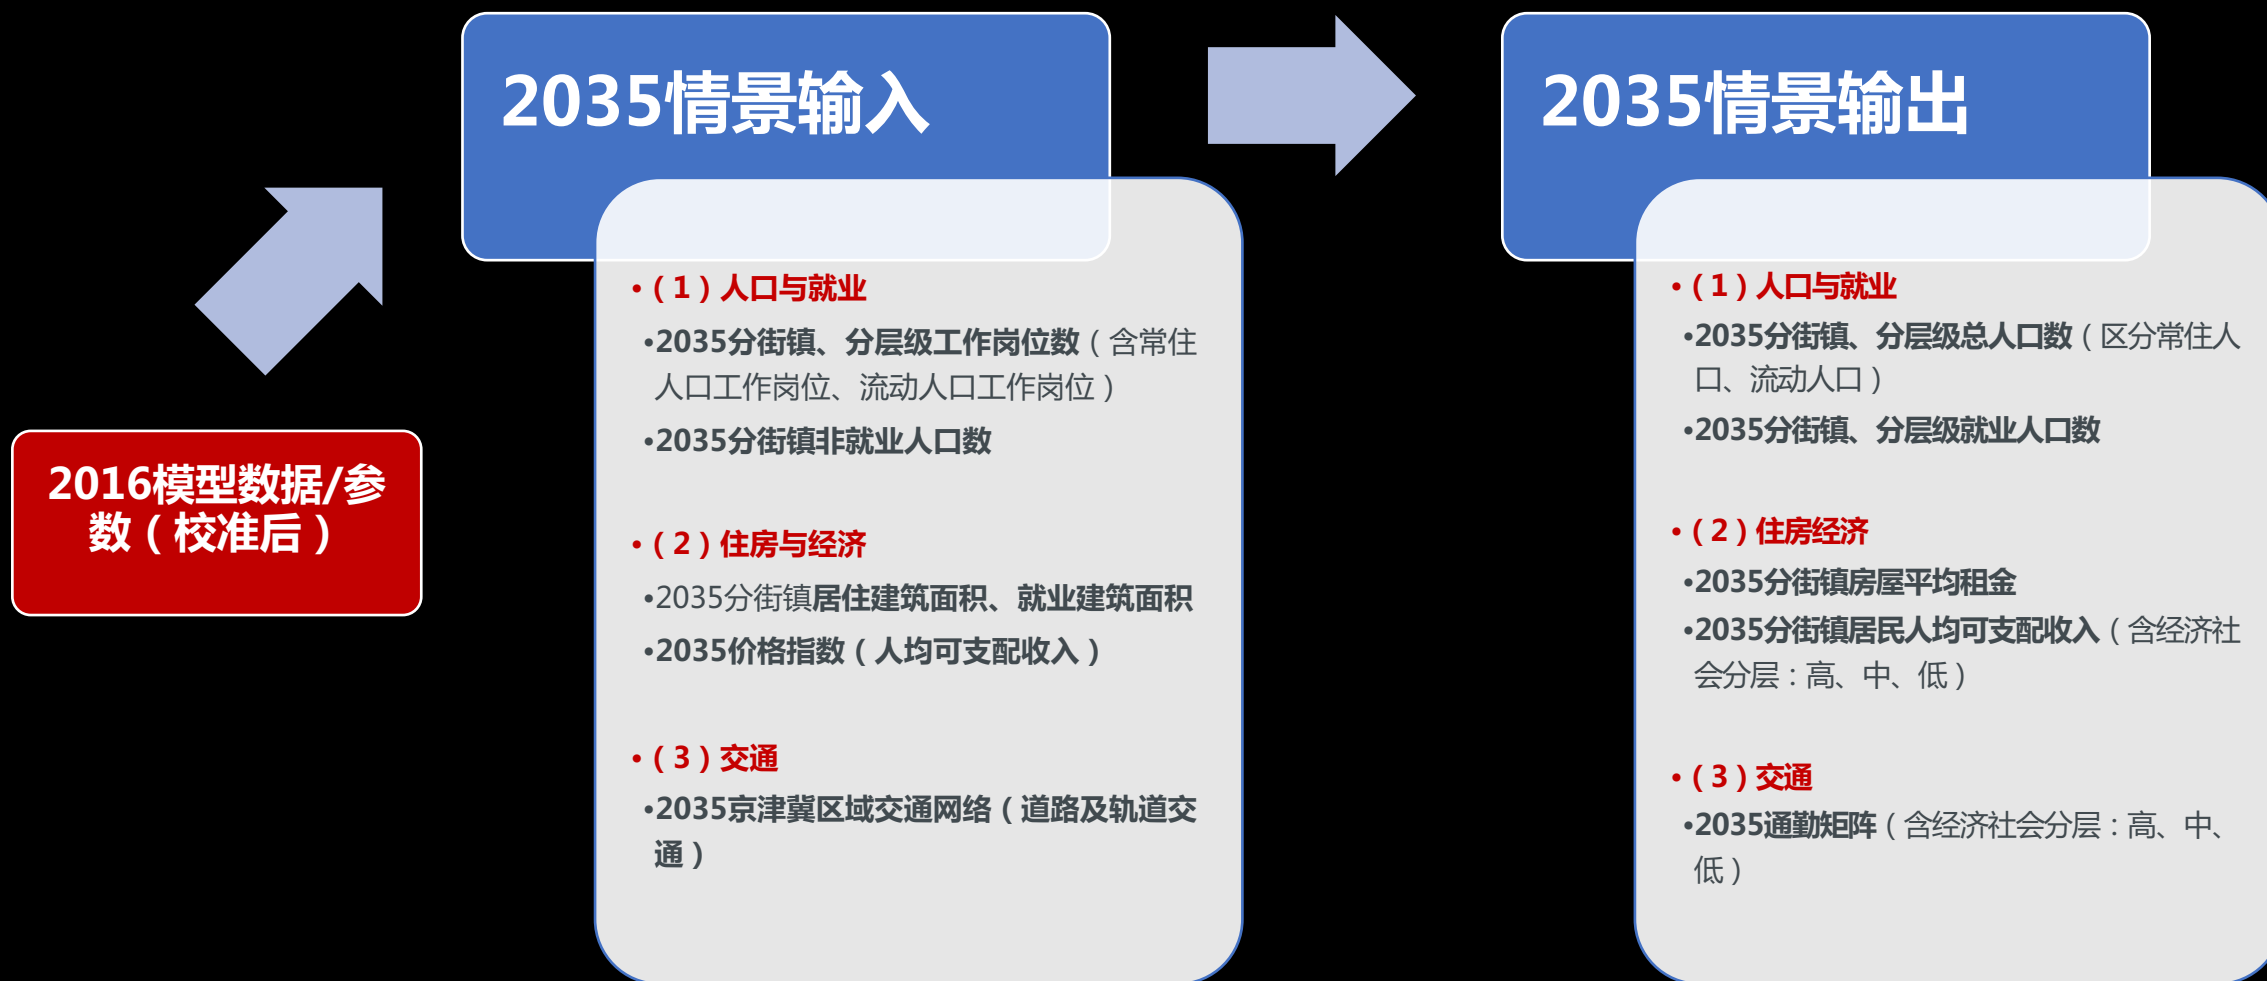 2016模型数据/参
数（校准后）
2035情景输入
•（1）人口与就业
•2035分街镇、分层级工作岗位数（含常住
人口工作岗位、流动人口工作岗位）
•2035分街镇非就业人口数
•（2）住房与经济
•2035分街镇居住建筑面积、就业建筑面积
•2035价格指数（人均可支配收入）
•（3）交通
•2035京津冀区域交通网络（道路及轨道交
通）
2035情景输出
•（1）人口与就业
•2035分街镇、分层级总人口数（区分常住人
口、流动人口）
•2035分街镇、分层级就业人口数
•（2）住房经济
•2035分街镇房屋平均租金
•2035分街镇居民人均可支配收入（含经济社
会分层：高、中、低）
•（3）交通
•2035通勤矩阵（含经济社会分层：高、中、
低）